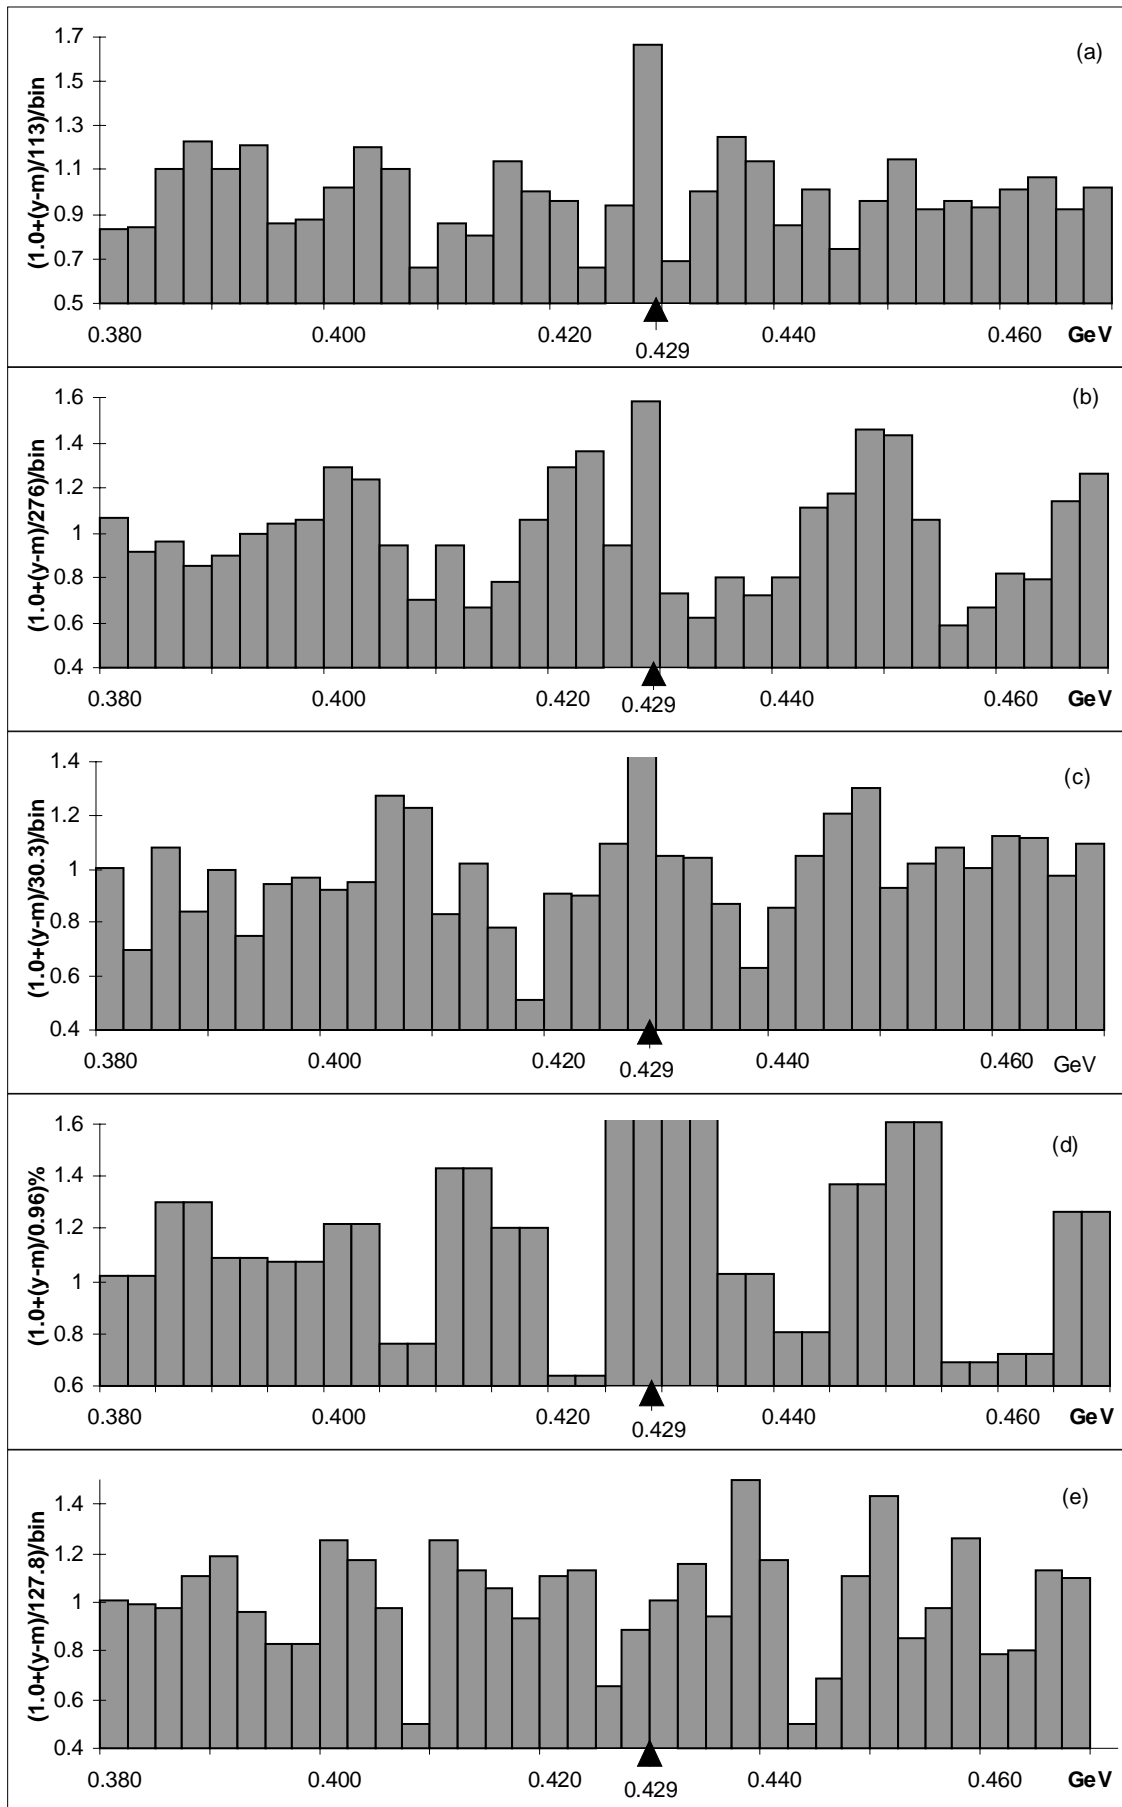 (a)
(1.0+(y-m)/113)/bin
1.7
1.5
1.3
1.1
0.9
0.7
0.5
0.380 0.400 0.420 0.440 0.460 GeV
0.429
(b)
(1.0+(y-m)/276)/bin
1.6
1.4
1.2
1
0.8
0.6
0.4
0.380 0.400 0.420 0.429 0.440 0.460 GeV
(c)
(1.0+(y-m)/30.3)/bin
1.4
1.2
1
0.8
0.6
0.4
0.380 0.400 0.420 0.440 0.460 GeV
0.429
(d)
(1.0+(y-m)/0.96)%
1.6
1.4
1.2
1
0.8
0.6
0.380 0.400 0.420 0.440 0.460 GeV
0.429
(e)
(1.0+(y-m)/127.8)/bin
1.4
1.2
1
0.8
0.6
0.4
0.380 0.400 0.420 0.440 0.460 GeV
0.429